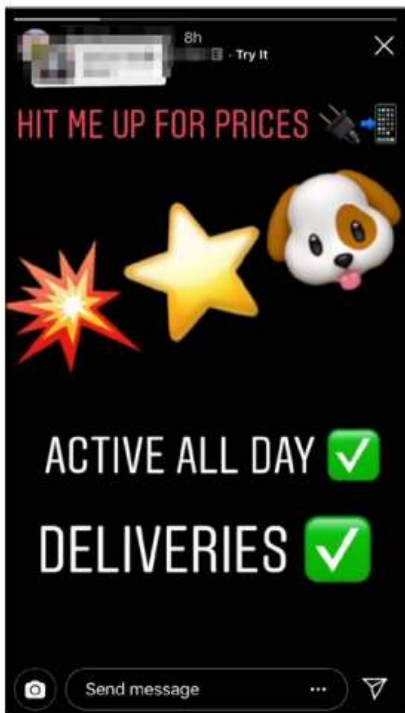 8h
· Try It
HIT ME UP FOR PRICES
ACTIVE ALL DAY
DELIVERIES
Send message